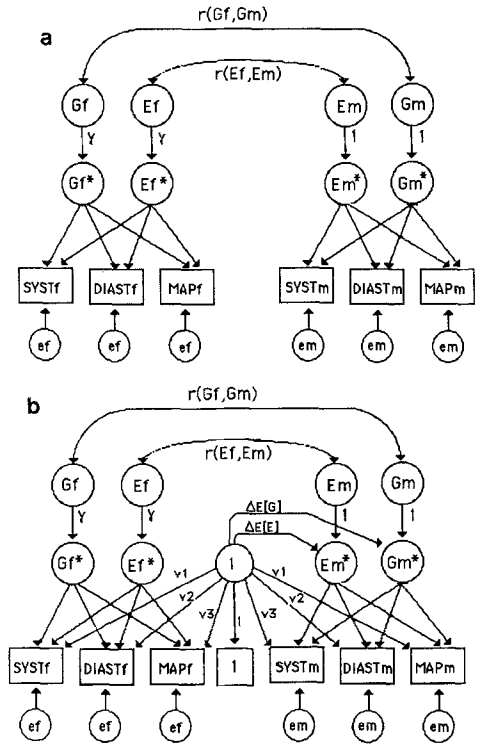 a
r(Gf,Gm)
r(Ef,Em)
Gf Ef Em Gm
γ γ 1 1
Gf* Ef* Em* Gm*
SYSTf DIASTf MAPf SYSTm DIASTm MAPm
ef ef ef em em em
b
r(Gf,Gm)
r(Ef,Em)
Gf Ef Em Gm
γ γ ΔE[G] 1 1
ΔE[E]
Gf* Ef* 1 Em* Gm*
v1 v1
v2 v2
v3 1 v3
SYSTf DIASTf MAPf 1 SYSTm DIASTm MAPm
ef ef ef em em em